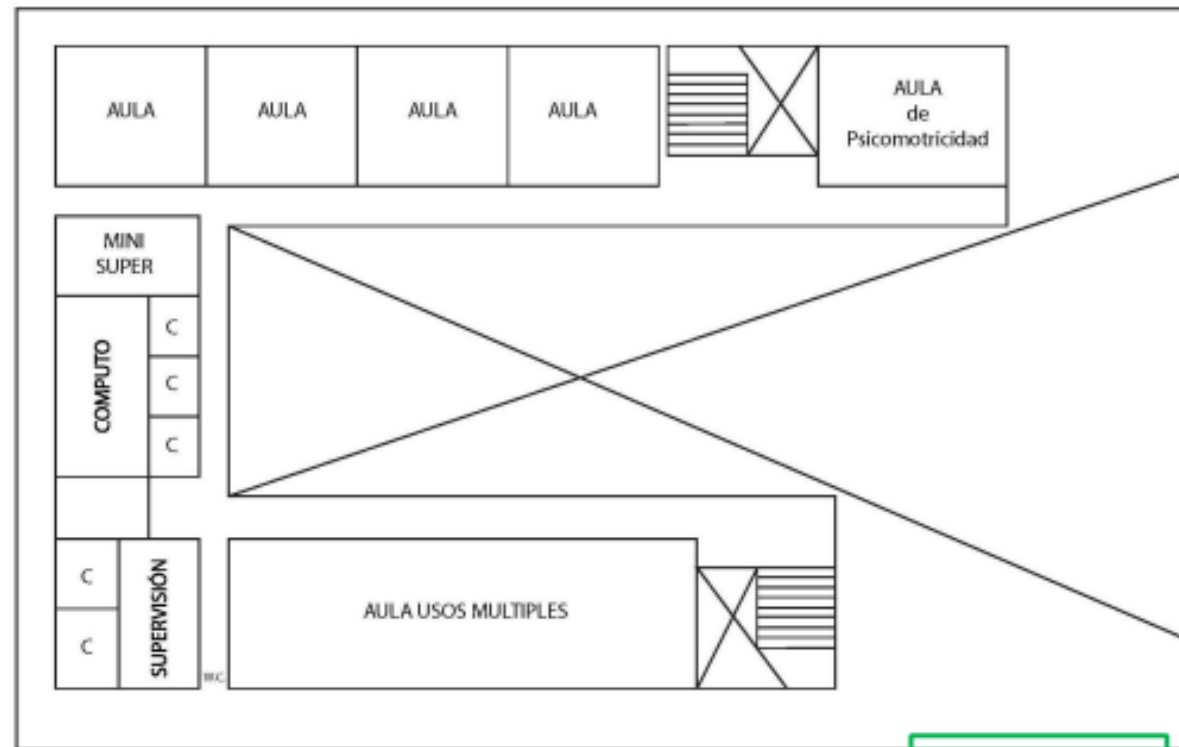 AULA
AULA
AULA
AULA
AULA
de
Psicomotricidad
MINI
SUPER
COMPUTO
C
C
C
C
C
SUPERVISIÓN
W.C.
AULA USOS MULTIPLES